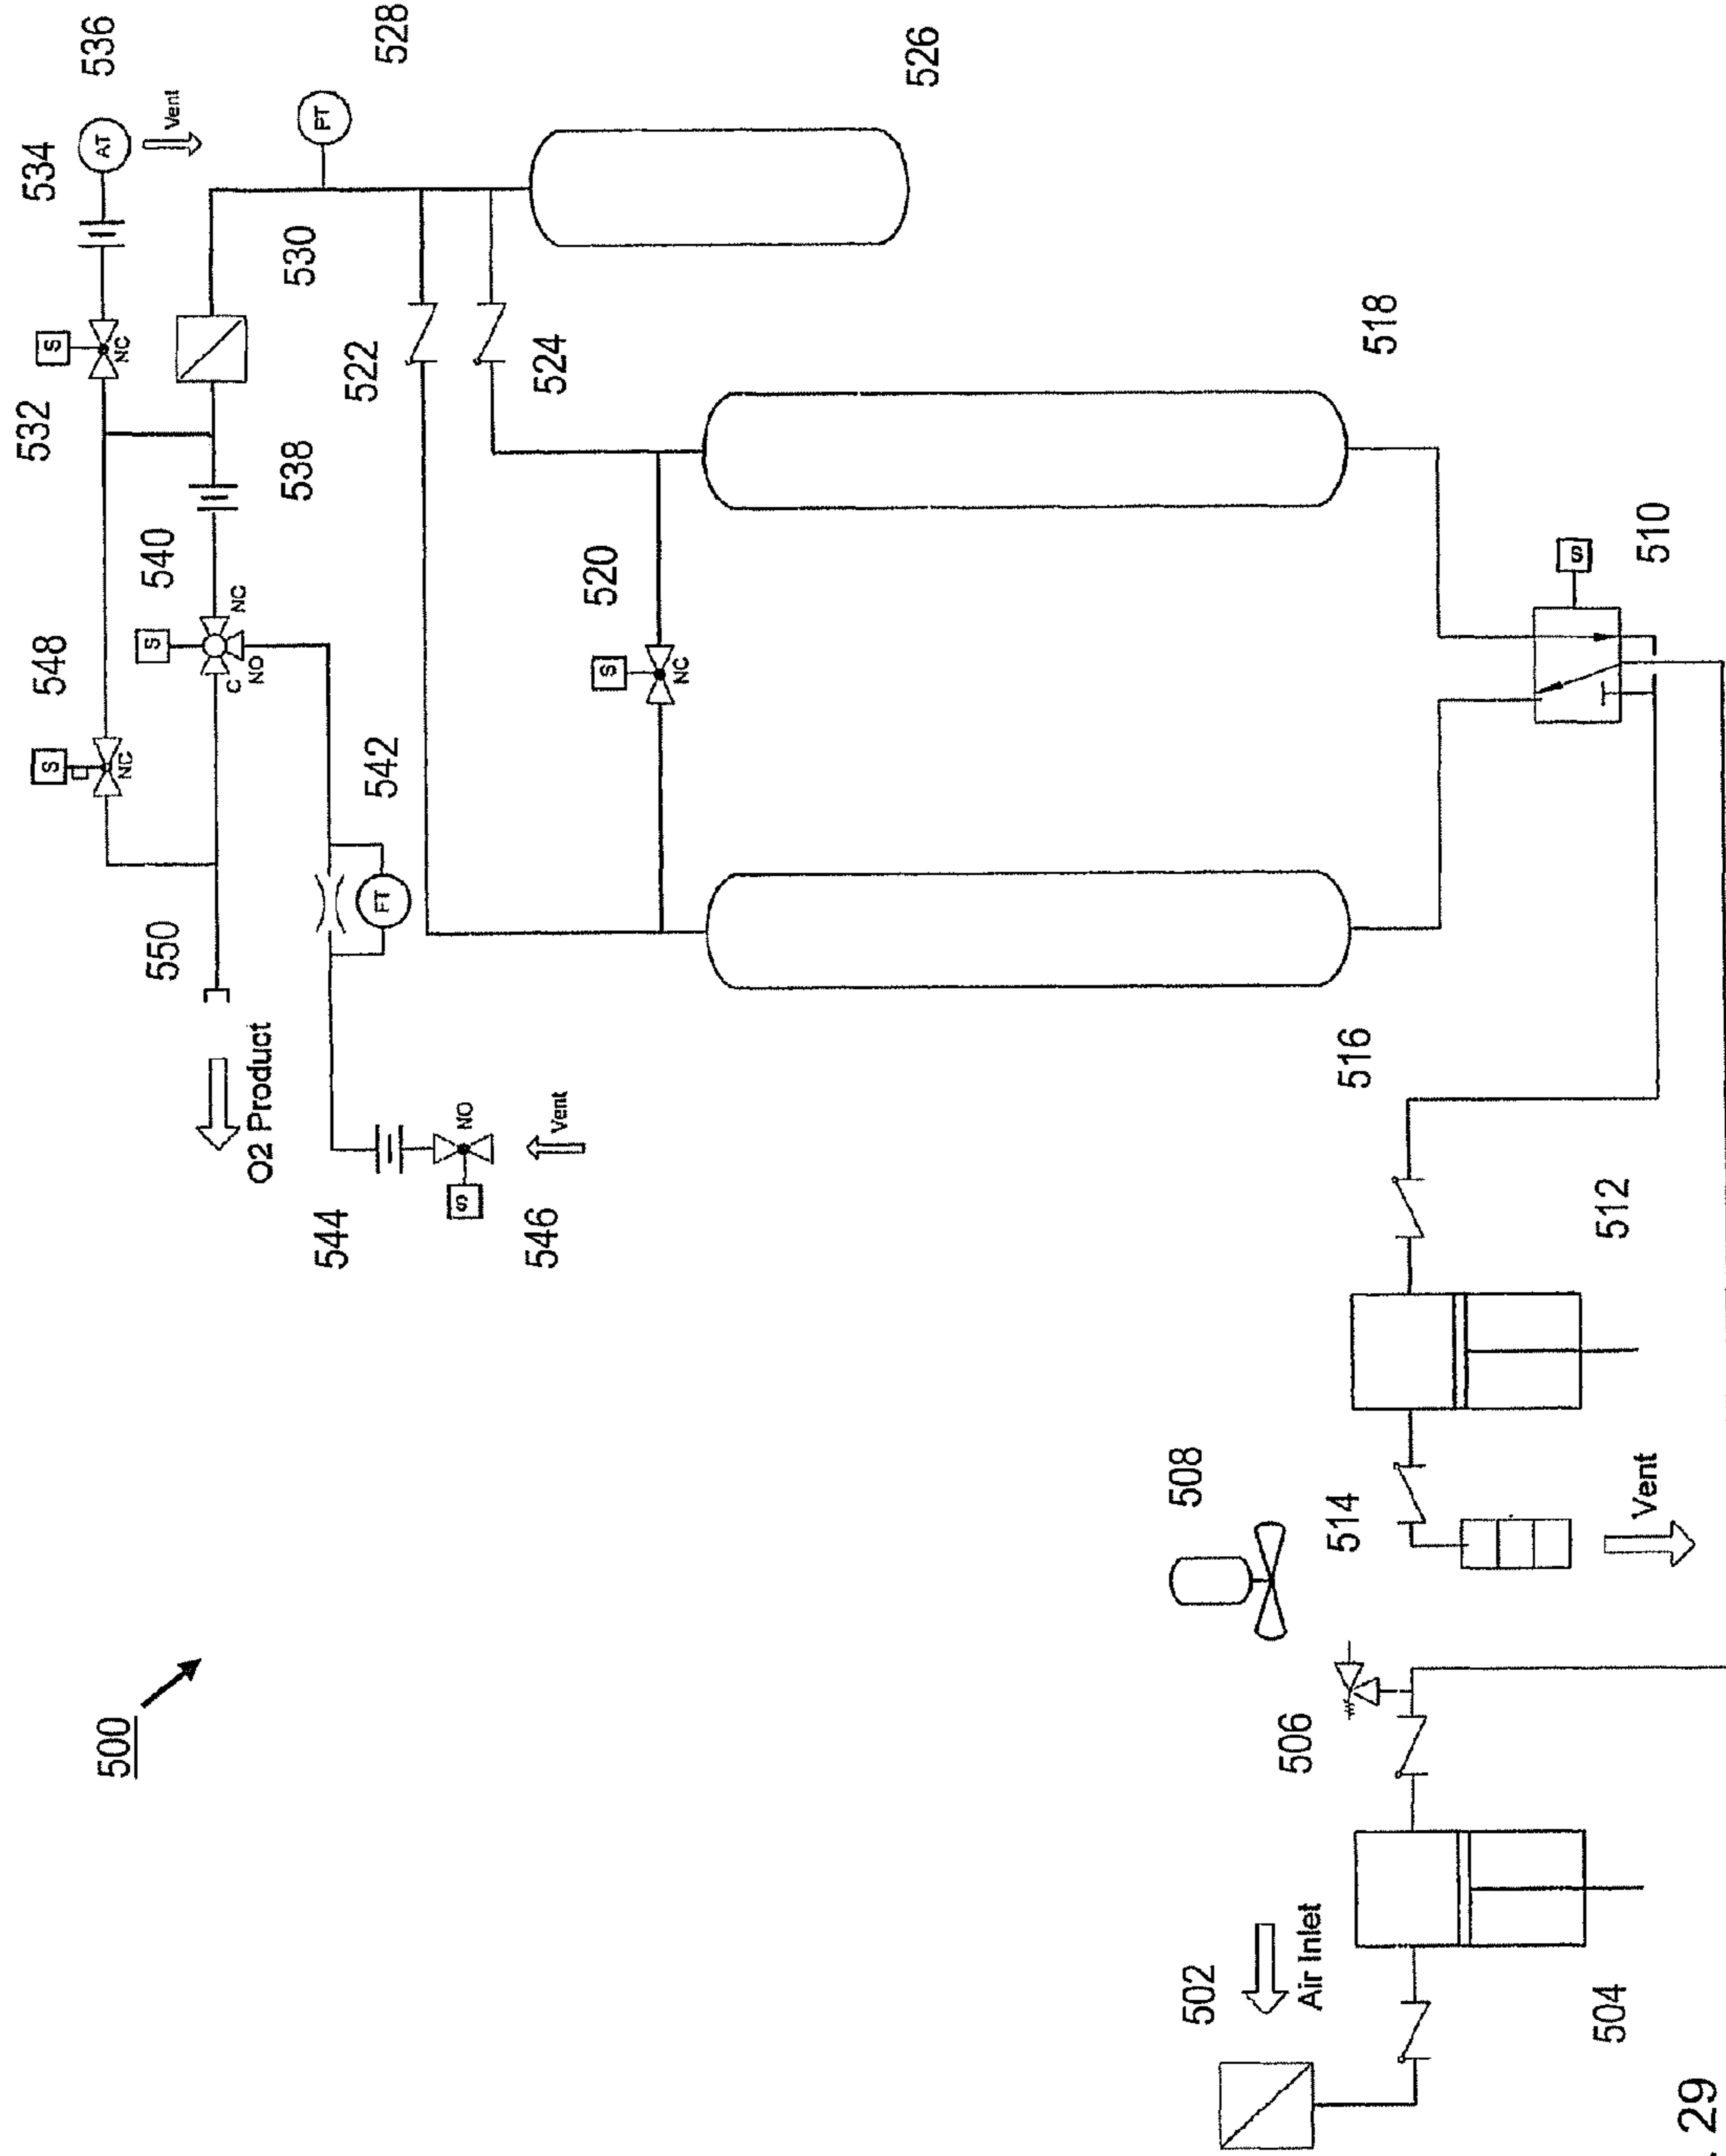 500
502
Air Inlet
504
506
508
514
Vent
512
516
510
S
518
520
S
NC
522
524
526
528
PT
530
532
S
NC
534
AT
536
Vent
538
540
S
NC
C
NO
542
FT
544
S
NO
546
Vent
548
S
NC
550
O2 Product
29